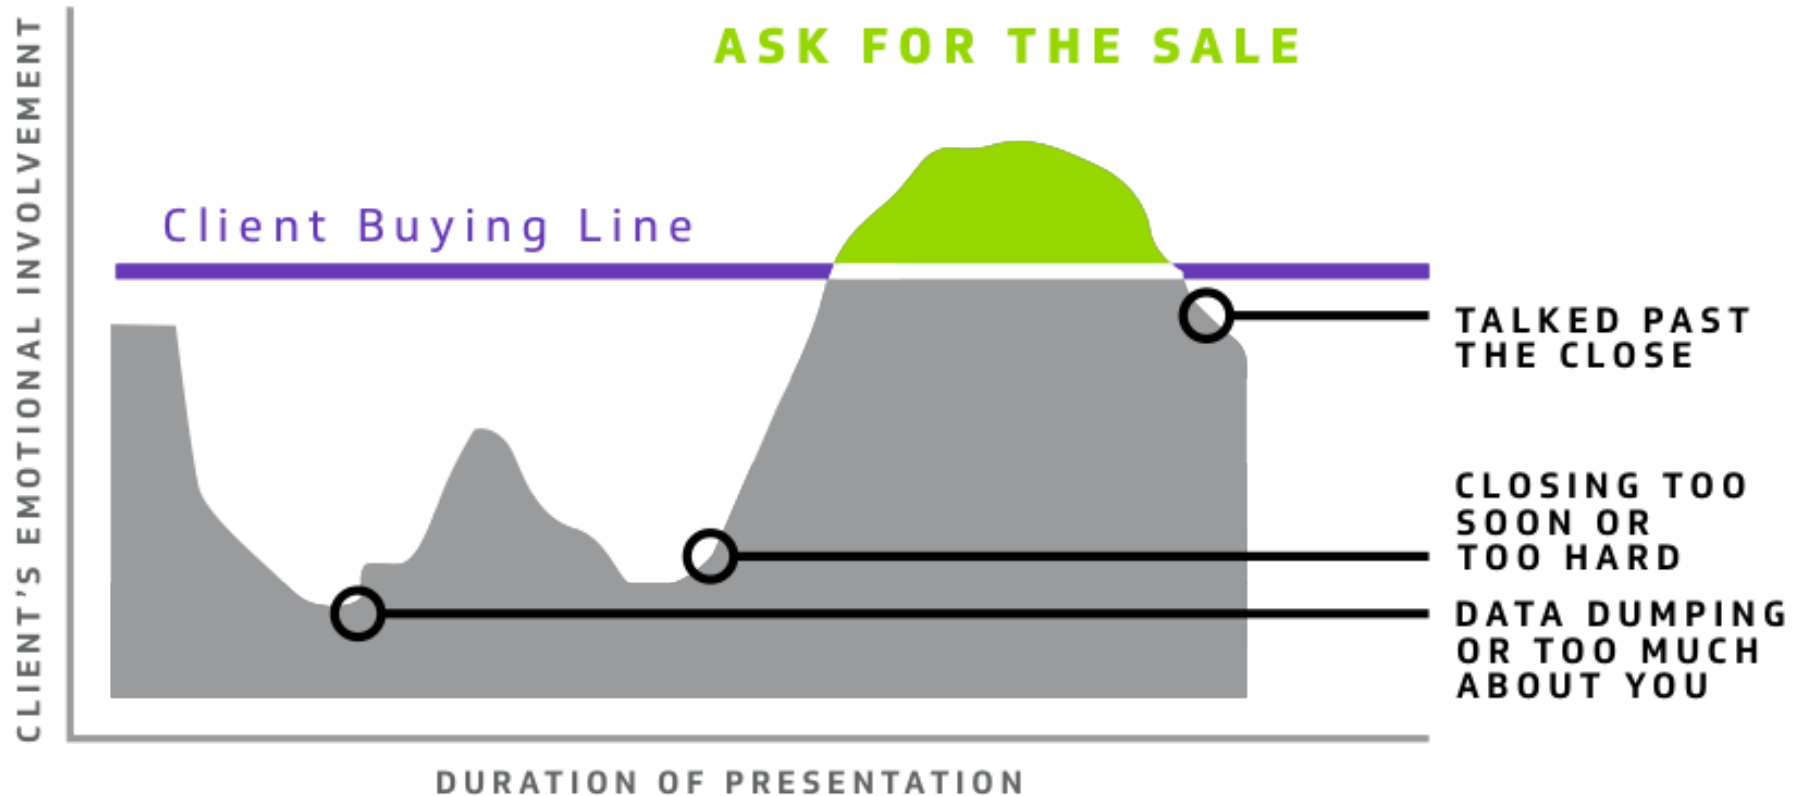 CLIENT'S EMOTIONAL INVOLVEMENT
ASK FOR THE SALE
Client Buying Line
TALKED PAST
THE CLOSE
CLOSING TOO
SOON OR
TOO HARD
DATA DUMPING
OR TOO MUCH
ABOUT YOU
DURATION OF PRESENTATION